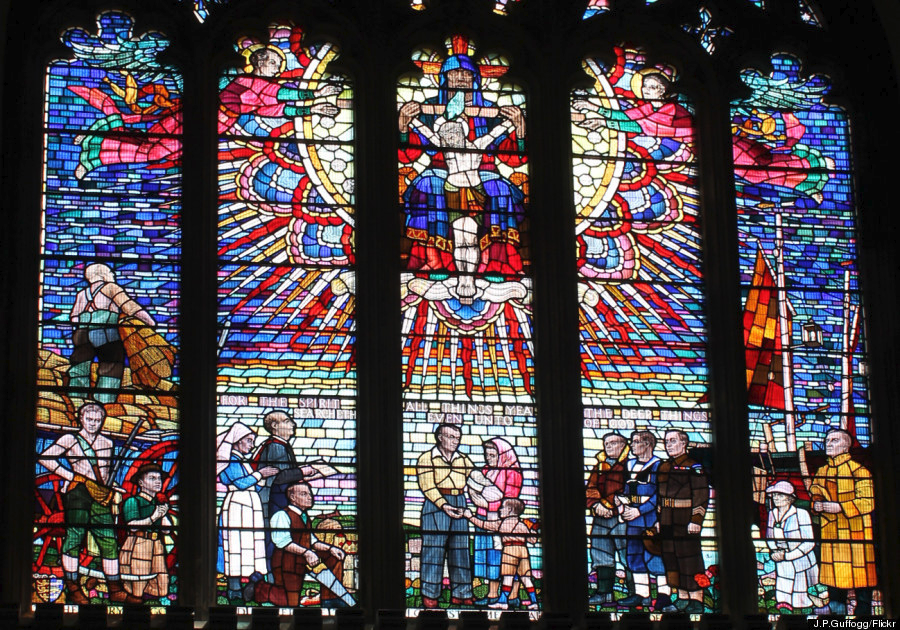 FOR THE SPIRIT
SEARCHETH
ALL THINGS YEA
EVEN UNTO
THE DEEP THINGS
OF GOD
J.P.Guffogg/Flickr